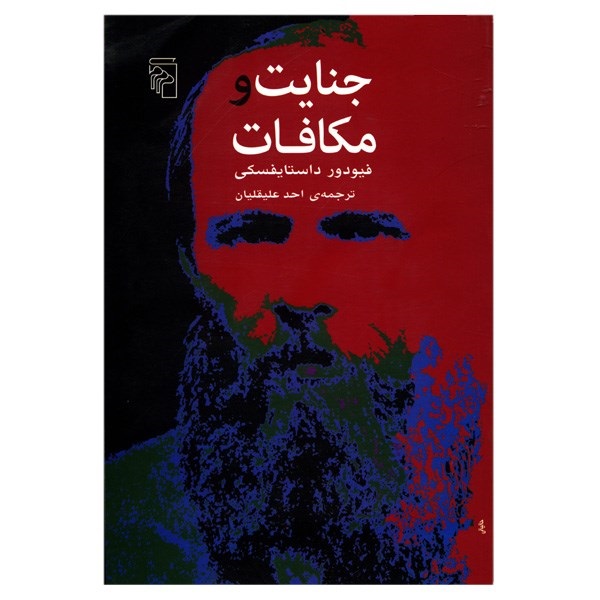 جنایت و
مکافات
فیودور داستایفسکی
ترجمه‌ی احد علیقلیان